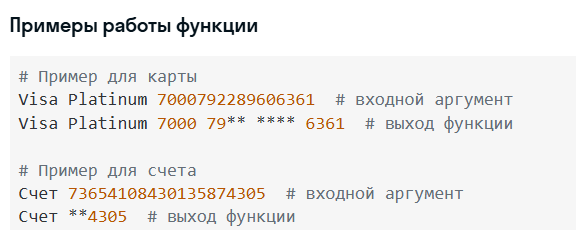 Примеры работы функции
# Пример для карты
Visa Platinum 7000792289606361  # входной аргумент
Visa Platinum 7000 79** **** 6361  # выход функции
# Пример для счета
Счет 73654108430135874305  # входной аргумент
Счет **4305  # выход функции